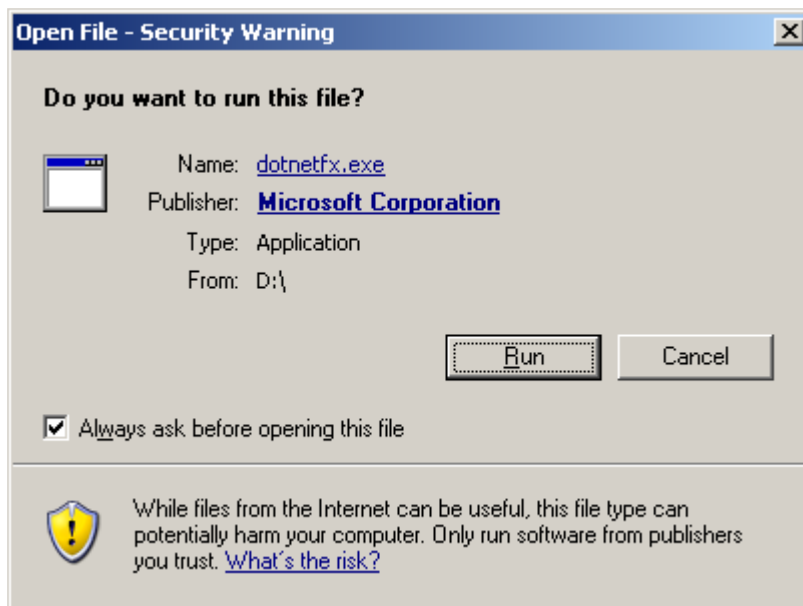 Open File - Security Warning
Do you want to run this file?
Name: dotnetfx.exe
Publisher: Microsoft Corporation
Type: Application
From: D:\
Run Cancel
Always ask before opening this file
While files from the Internet can be useful, this file type can
potentially harm your computer. Only run software from publishers
you trust. What's the risk?